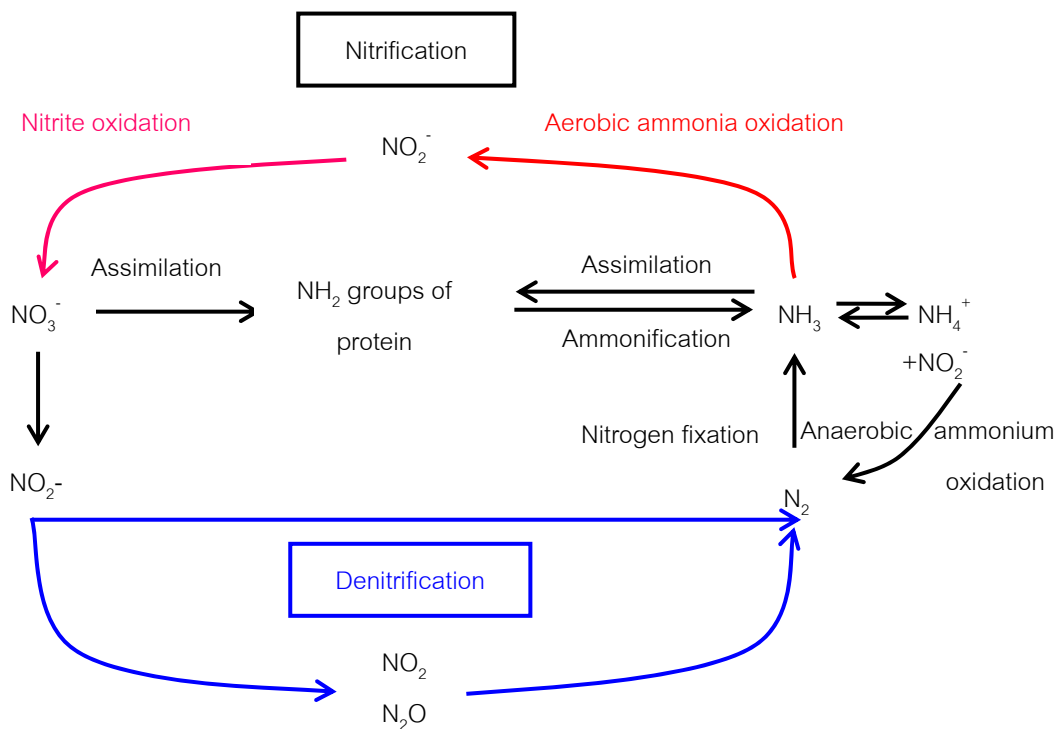 Nitrification
Nitrite oxidation
Aerobic ammonia oxidation
NO₂⁻
Assimilation
Assimilation
NO₃⁻
NH₂ groups of
protein
NH₃
NH₄⁺
Ammonification
+NO₂⁻
Nitrogen fixation
Anaerobic ammonium
oxidation
NO₂-
N₂
Denitrification
NO₂
N₂O